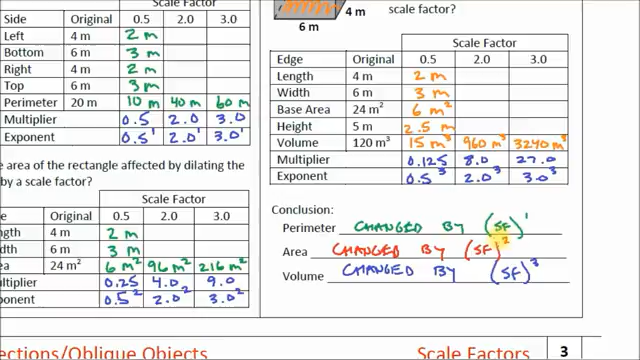 Scale Factor
Side Original 0.5 2.0 3.0
Left 4 m 2 m
Bottom 6 m 3 m
Right 4 m 2 m
Top 6 m 3 m
Perimeter 20 m 10 m 40 m 60 m
Multiplier 0.5 2.0 3.0
Exponent 0.5¹ 2.0¹ 3.0¹
e area of the rectangle affected by dilating the
by a scale factor?
Scale Factor
ge Original 0.5 2.0 3.0
ngth 4 m 2 m
idth 6 m 3 m
ea 24 m² 6 m² 96 m² 216 m²
ultiplier 0.25 4.0 9.0
ponent 0.5² 2.0² 3.0²
4 m
6 m
scale factor?
Scale Factor
Edge Original 0.5 2.0 3.0
Length 4 m 2 m
Width 6 m 3 m
Base Area 24 m² 6 m²
Height 5 m 2.5 m
Volume 120 m³ 15 m³ 960 m³ 3240 m³
Multiplier 0.125 8.0 27.0
Exponent 0.5³ 2.0³ 3.0³
Conclusion:
Perimeter CHANGED BY (SF)¹
Area CHANGED BY (SF)²
Volume CHANGED BY (SF)³
ections/Oblique Objects
Scale Factors 3